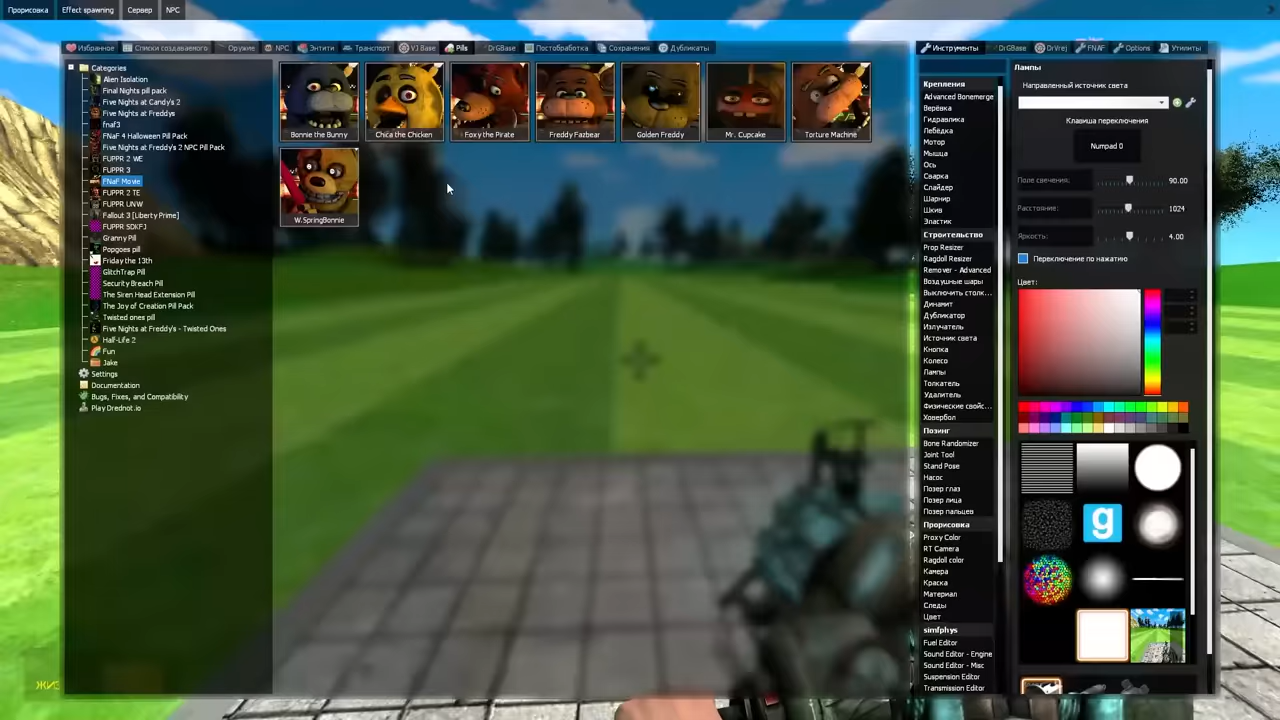 Прорисовка Effect spawning Сервер NPC
Избранное Списки создаваемого Оружие NPC Энтити Транспорт VJ Base Pills DrGBase Постобработка Сохранения Дубликаты
Categories
Alien Isolation
Final Nights pill pack
Five Nights at Candy's 2
Five Nights at Freddys
fnaf3
FNAF 4 Halloween Pill Pack
Five Nights at Freddy's 2 NPC Pill Pack
FUPPR 2 WE
FUPPR 3
FNaF Movie
FUPPR 2 TE
FUPPR UNW
Fallout 3 [Liberty Prime]
FUPPR SDKFJ
Granny Pill
Popgoes pill
Friday the 13th
GlitchTrap Pill
Security Breach Pill
The Siren Head Extension Pill
The Joy of Creation Pill Pack
Twisted ones pill
Five Nights at Freddy's - Twisted Ones
Half-Life 2
Fun
Jake
Settings
Documentation
Bugs, Fixes, and Compatibility
Play Drednot.io
Bonnie the Bunny Chica the Chicken Foxy the Pirate Freddy Fazbear Golden Freddy Mr. Cupcake Torture Machine
W.SpringBonnie
Инструменты DrGBase DrVrej FNAF Options Утилиты
Крепления
Advanced Bonemerge
Верёвка
Гидравлика
Лебёдка
Мотор
Мышца
Ось
Сварка
Слайдер
Шарнир
Шкив
Эластик
Строительство
Prop Resizer
Ragdoll Resizer
Remover - Advanced
Воздушные шары
Выключить столк...
Динамит
Дубликатор
Излучатель
Источник света
Кнопка
Колесо
Лампы
Толкатель
Удалитель
Физические свойс...
Ховербол
Позинг
Bone Randomizer
Joint Tool
Stand Pose
Насос
Позер глаз
Позер лица
Позер пальцев
Прорисовка
Proxy Color
RT Camera
Ragdoll color
Камера
Краска
Материал
Следы
Цвет
simfphys
Fuel Editor
Sound Editor - Engine
Sound Editor - Misc
Suspension Editor
Transmission Editor
Лампы
Направленный источник света
Клавиша переключения
Numpad 0
Поле свечения: 90.00
Расстояние: 1024
Яркость: 4.00
Переключение по нажатию
Цвет:
g